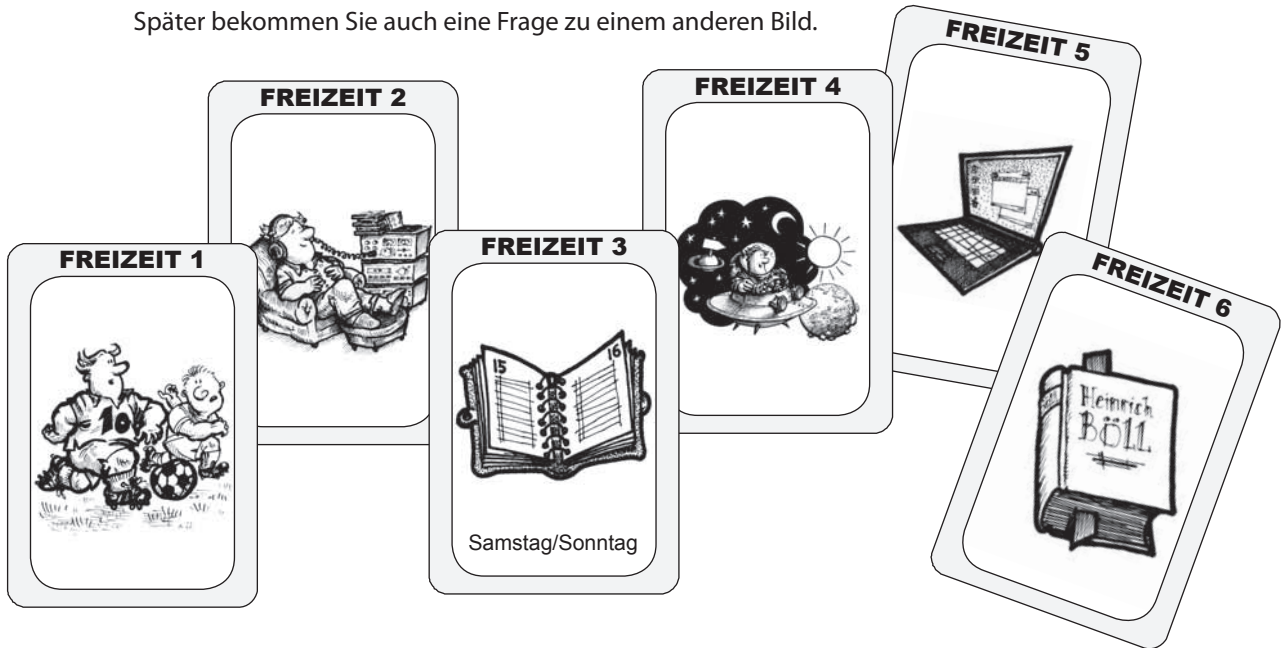 Später bekommen Sie auch eine Frage zu einem anderen Bild.
FREIZEIT 1
FREIZEIT 2
FREIZEIT 3
15
16
Samstag/Sonntag
FREIZEIT 4
FREIZEIT 5
FREIZEIT 6
Heinrich
BÖLL
10